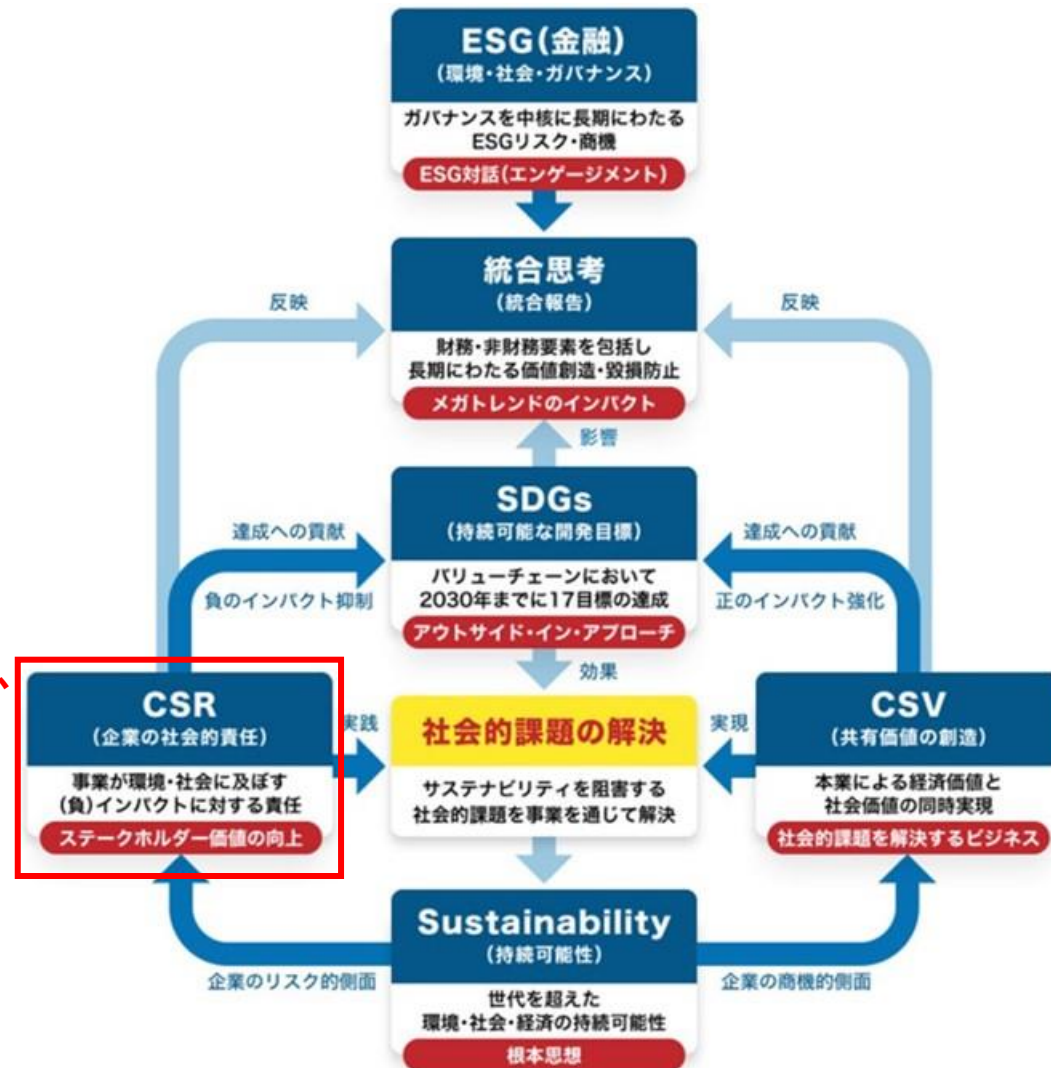 ESG(金融)
(環境・社会・ガバナンス)
ガバナンスを中核に長期にわたる
ESGリスク・商機
ESG対話(エンゲージメント)
統合思考
(統合報告)
財務・非財務要素を包括し
長期にわたる価値創造・毀損防止
メガトレンドのインパクト
反映
反映
影響
SDGs
(持続可能な開発目標)
バリューチェーンにおいて
2030年までに17目標の達成
アウトサイド・イン・アプローチ
達成への貢献
負のインパクト抑制
達成への貢献
正のインパクト強化
効果
CSR
(企業の社会的責任)
事業が環境・社会に及ぼす
(負)インパクトに対する責任
ステークホルダー価値の向上
実践
社会的課題の解決
サステナビリティを阻害する
社会的課題を事業を通じて解決
実現
CSV
(共有価値の創造)
本業による経済価値と
社会価値の同時実現
社会的課題を解決するビジネス
企業のリスク的側面
Sustainability
(持続可能性)
世代を超えた
環境・社会・経済の持続可能性
根本思想
企業の商機的側面